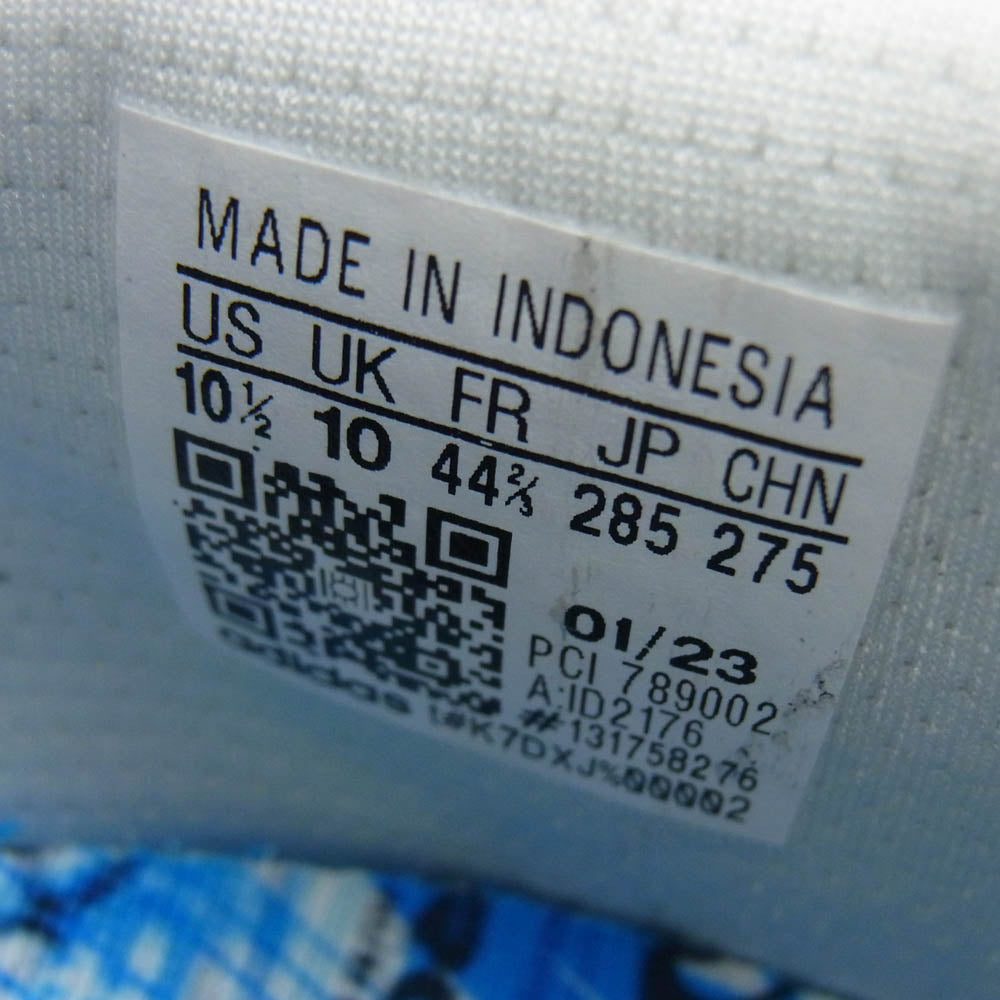 MADE IN INDONESIA
US UK FR JP CHN
10½ 10 44⅔ 285 275
01/23
PCI 789002
A:ID2176
#131758276
adidas !#K7DXJ%00002